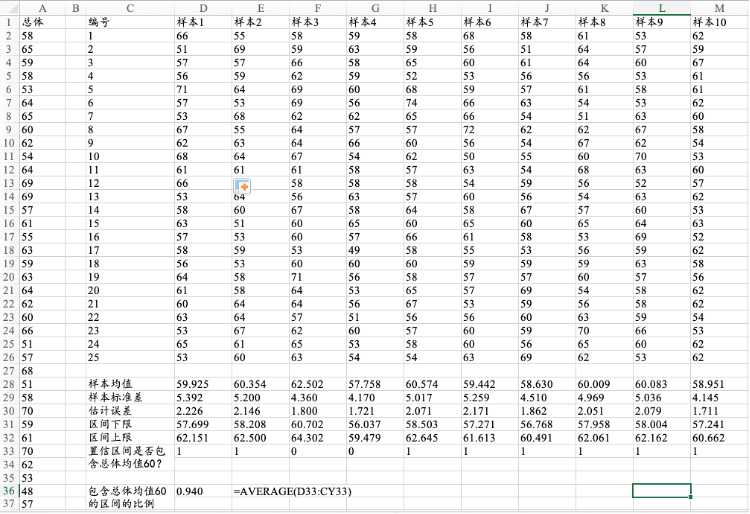 A B C D E F G H I J K L M
1 总体 编号 样本1 样本2 样本3 样本4 样本5 样本6 样本7 样本8 样本9 样本10
2 58 1 66 55 58 59 58 68 58 61 53 62
3 65 2 51 69 59 63 59 56 51 64 57 59
4 59 3 57 57 66 58 65 60 61 64 60 67
5 58 4 56 59 62 59 52 53 56 56 53 61
6 53 5 71 64 69 60 68 59 57 61 58 61
7 64 6 57 53 69 56 74 66 63 54 53 62
8 65 7 53 68 62 62 65 66 54 51 63 60
9 60 8 67 55 64 57 57 72 62 62 67 58
10 62 9 62 63 64 66 60 56 54 67 62 54
11 54 10 68 64 67 54 62 50 55 60 70 53
12 64 11 61 61 61 58 57 63 54 68 63 60
13 69 12 66 58 58 58 54 59 56 52 57
14 69 13 53 64 56 63 57 60 56 54 63 62
15 57 14 58 60 67 58 64 58 67 57 60 53
16 61 15 63 51 60 65 60 65 60 65 64 63
17 55 16 57 53 60 57 66 61 58 53 69 52
18 63 17 58 59 53 49 58 55 53 56 59 62
19 59 18 56 53 60 60 60 59 59 59 63 58
20 63 19 64 58 71 56 58 57 57 60 57 56
21 64 20 61 58 64 53 65 57 69 54 58 62
22 62 21 60 64 64 56 67 53 59 56 58 62
23 60 22 63 64 57 51 56 56 60 63 59 54
24 66 23 53 67 62 60 57 60 59 70 66 53
25 51 24 65 61 65 53 58 60 56 65 60 62
26 57 25 53 60 63 54 54 63 69 62 53 62
27 68
28 51 样本均值 59.925 60.354 62.502 57.758 60.574 59.442 58.630 60.009 60.083 58.951
29 58 样本标准差 5.392 5.200 4.360 4.170 5.017 5.259 4.510 4.969 5.036 4.145
30 70 估计误差 2.226 2.146 1.800 1.721 2.071 2.171 1.862 2.051 2.079 1.711
31 59 区间下限 57.699 58.208 60.702 56.037 58.503 57.271 56.768 57.958 58.004 57.241
32 61 区间上限 62.151 62.500 64.302 59.479 62.645 61.613 60.491 62.061 62.162 60.662
33 70 置信区间是否包 1 1 0 0 1 1 1 1 1 1
34 62 含总体均值60？
35 53
36 48 包含总体均值60 0.940 =AVERAGE(D33:CY33)
37 57 的区间的比例